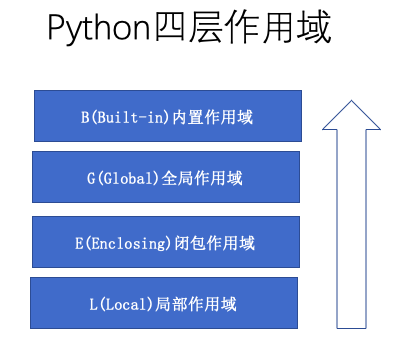 Python四层作用域
B(Built-in)内置作用域
G(Global)全局作用域
E(Enclosing)闭包作用域
L(Local)局部作用域